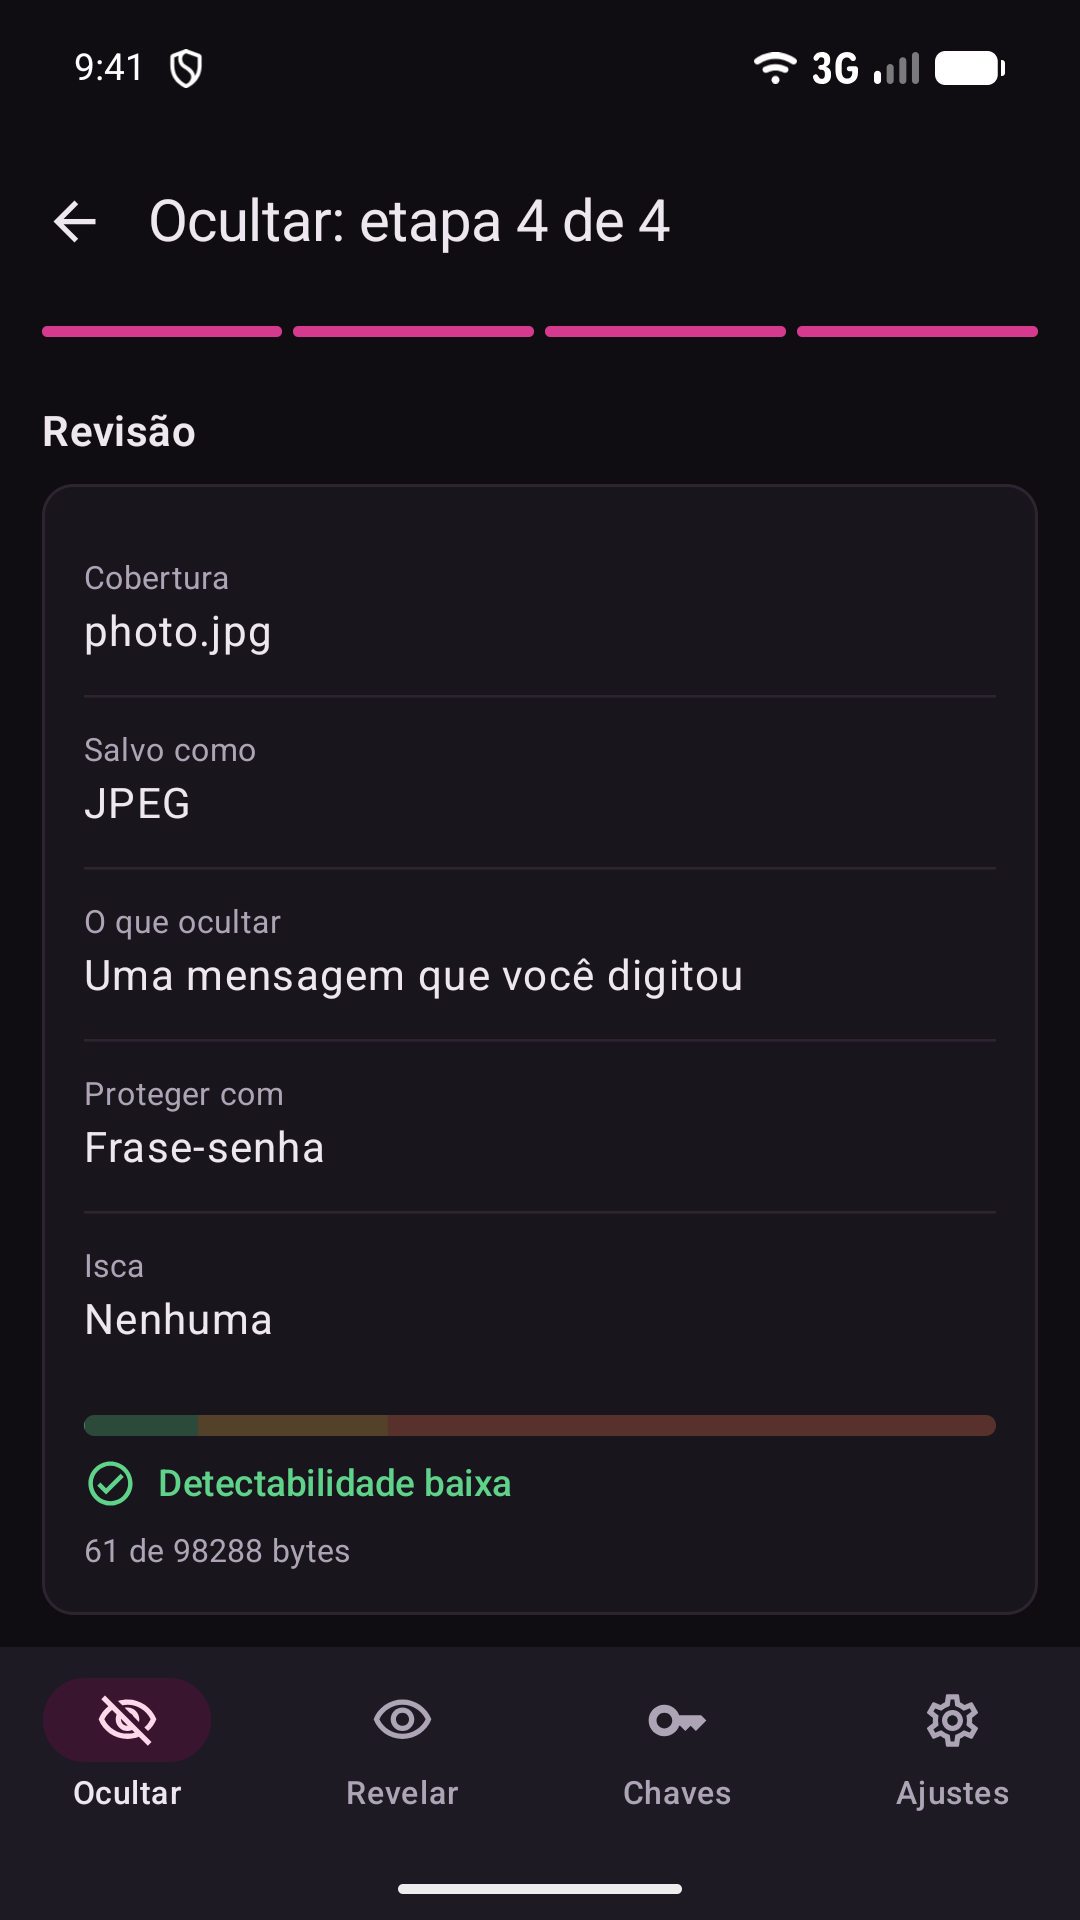 9:41
3G
Ocultar: etapa 4 de 4
Revisão
Cobertura
photo.jpg
Salvo como
JPEG
O que ocultar
Uma mensagem que você digitou
Proteger com
Frase-senha
Isca
Nenhuma
Detectabilidade baixa
61 de 98288 bytes
Ocultar
Revelar
Chaves
Ajustes